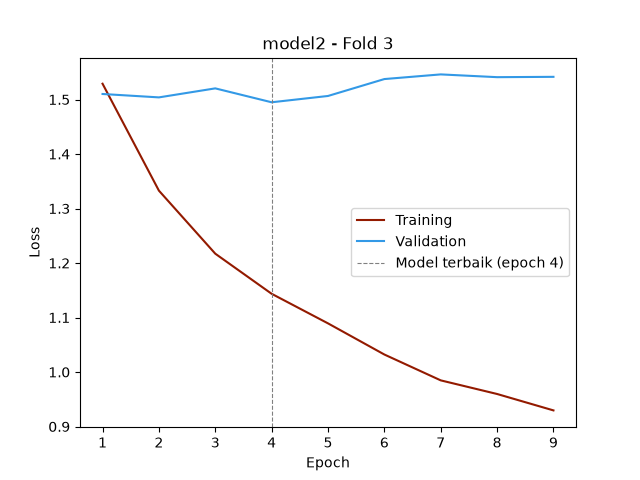 model2 - Fold 3
1.5
1.4
1.3
1.2
1.1
1.0
0.9
Loss
Training
Validation
Model terbaik (epoch 4)
1 2 3 4 5 6 7 8 9
Epoch